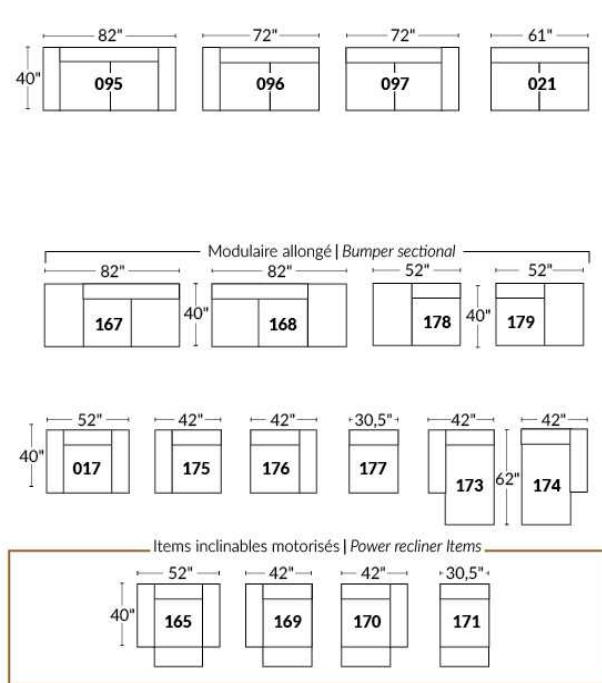 82" 72" 72" 61"
40" 095 096 097 021
Modulaire allongé | Bumper sectional
82" 82" 52" 52"
167 40" 168 178 40" 179
52" 42" 42" 30,5" 42" 42"
40" 017 175 176 177 173 62" 174
Items inclinables motorisés | Power recliner Items
52" 42" 42" 30,5"
40" 165 169 170 171